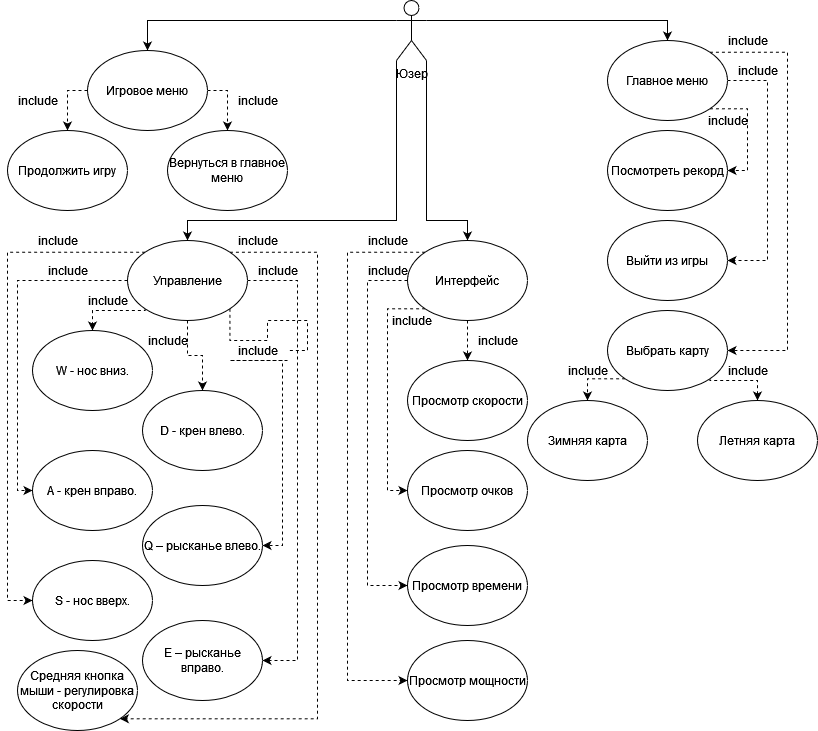 Юзер
Игровое меню
include
include
Продолжить игру
Вернуться в главное
меню
Главное меню
include
include
include
Посмотреть рекорд
Выйти из игры
Выбрать карту
include
include
Зимняя карта
Летняя карта
Управление
include
include
include
include
include
include
include
W - нос вниз.
D - крен влево.
A - крен вправо.
Q – рысканье влево.
S - нос вверх.
E – рысканье
вправо.
Средняя кнопка
мыши - регулировка
скорости
Интерфейс
include
include
include
include
Просмотр скорости
Просмотр очков
Просмотр времени
Просмотр мощности